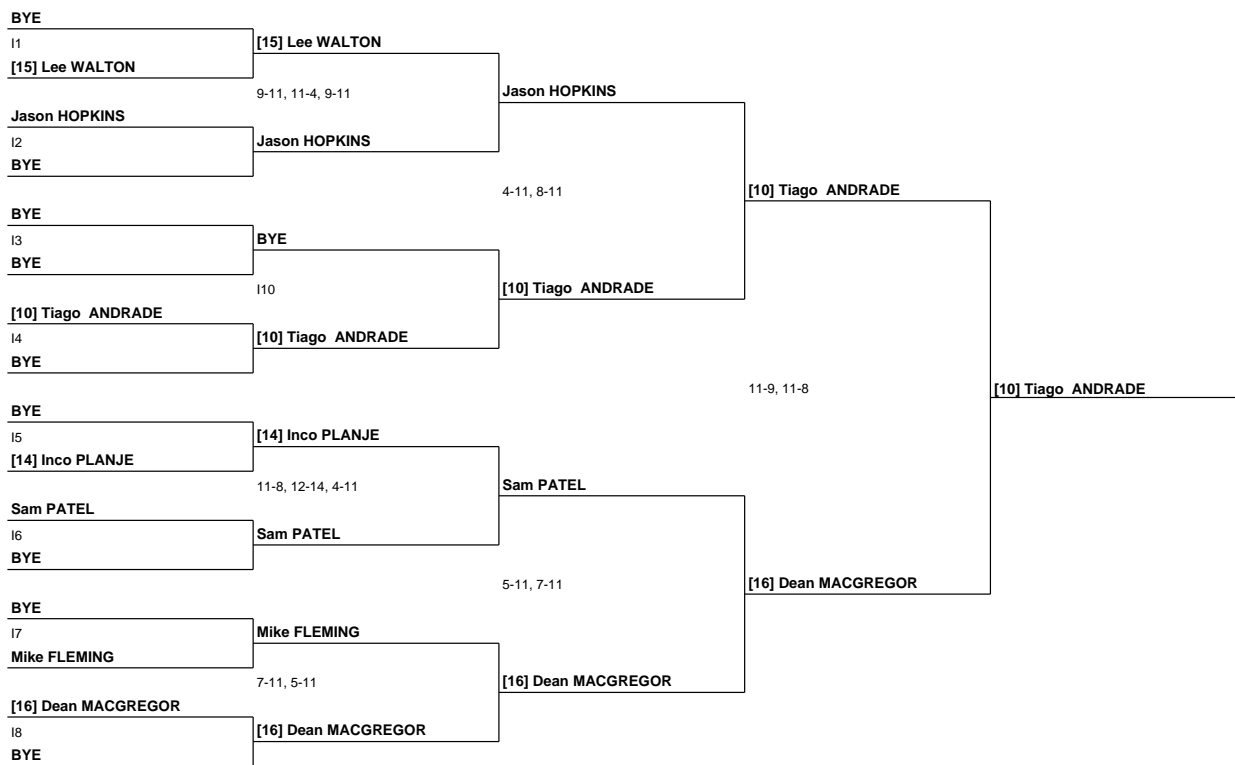 BYE
I1
[15] Lee WALTON
[15] Lee WALTON
9-11, 11-4, 9-11
Jason HOPKINS
Jason HOPKINS
I2
Jason HOPKINS
BYE
4-11, 8-11
[10] Tiago ANDRADE
BYE
I3
BYE
BYE
I10
[10] Tiago ANDRADE
[10] Tiago ANDRADE
I4
[10] Tiago ANDRADE
BYE
11-9, 11-8
[10] Tiago ANDRADE
BYE
I5
[14] Inco PLANJE
[14] Inco PLANJE
11-8, 12-14, 4-11
Sam PATEL
Sam PATEL
I6
Sam PATEL
BYE
5-11, 7-11
[16] Dean MACGREGOR
BYE
I7
Mike FLEMING
Mike FLEMING
7-11, 5-11
[16] Dean MACGREGOR
[16] Dean MACGREGOR
I8
[16] Dean MACGREGOR
BYE